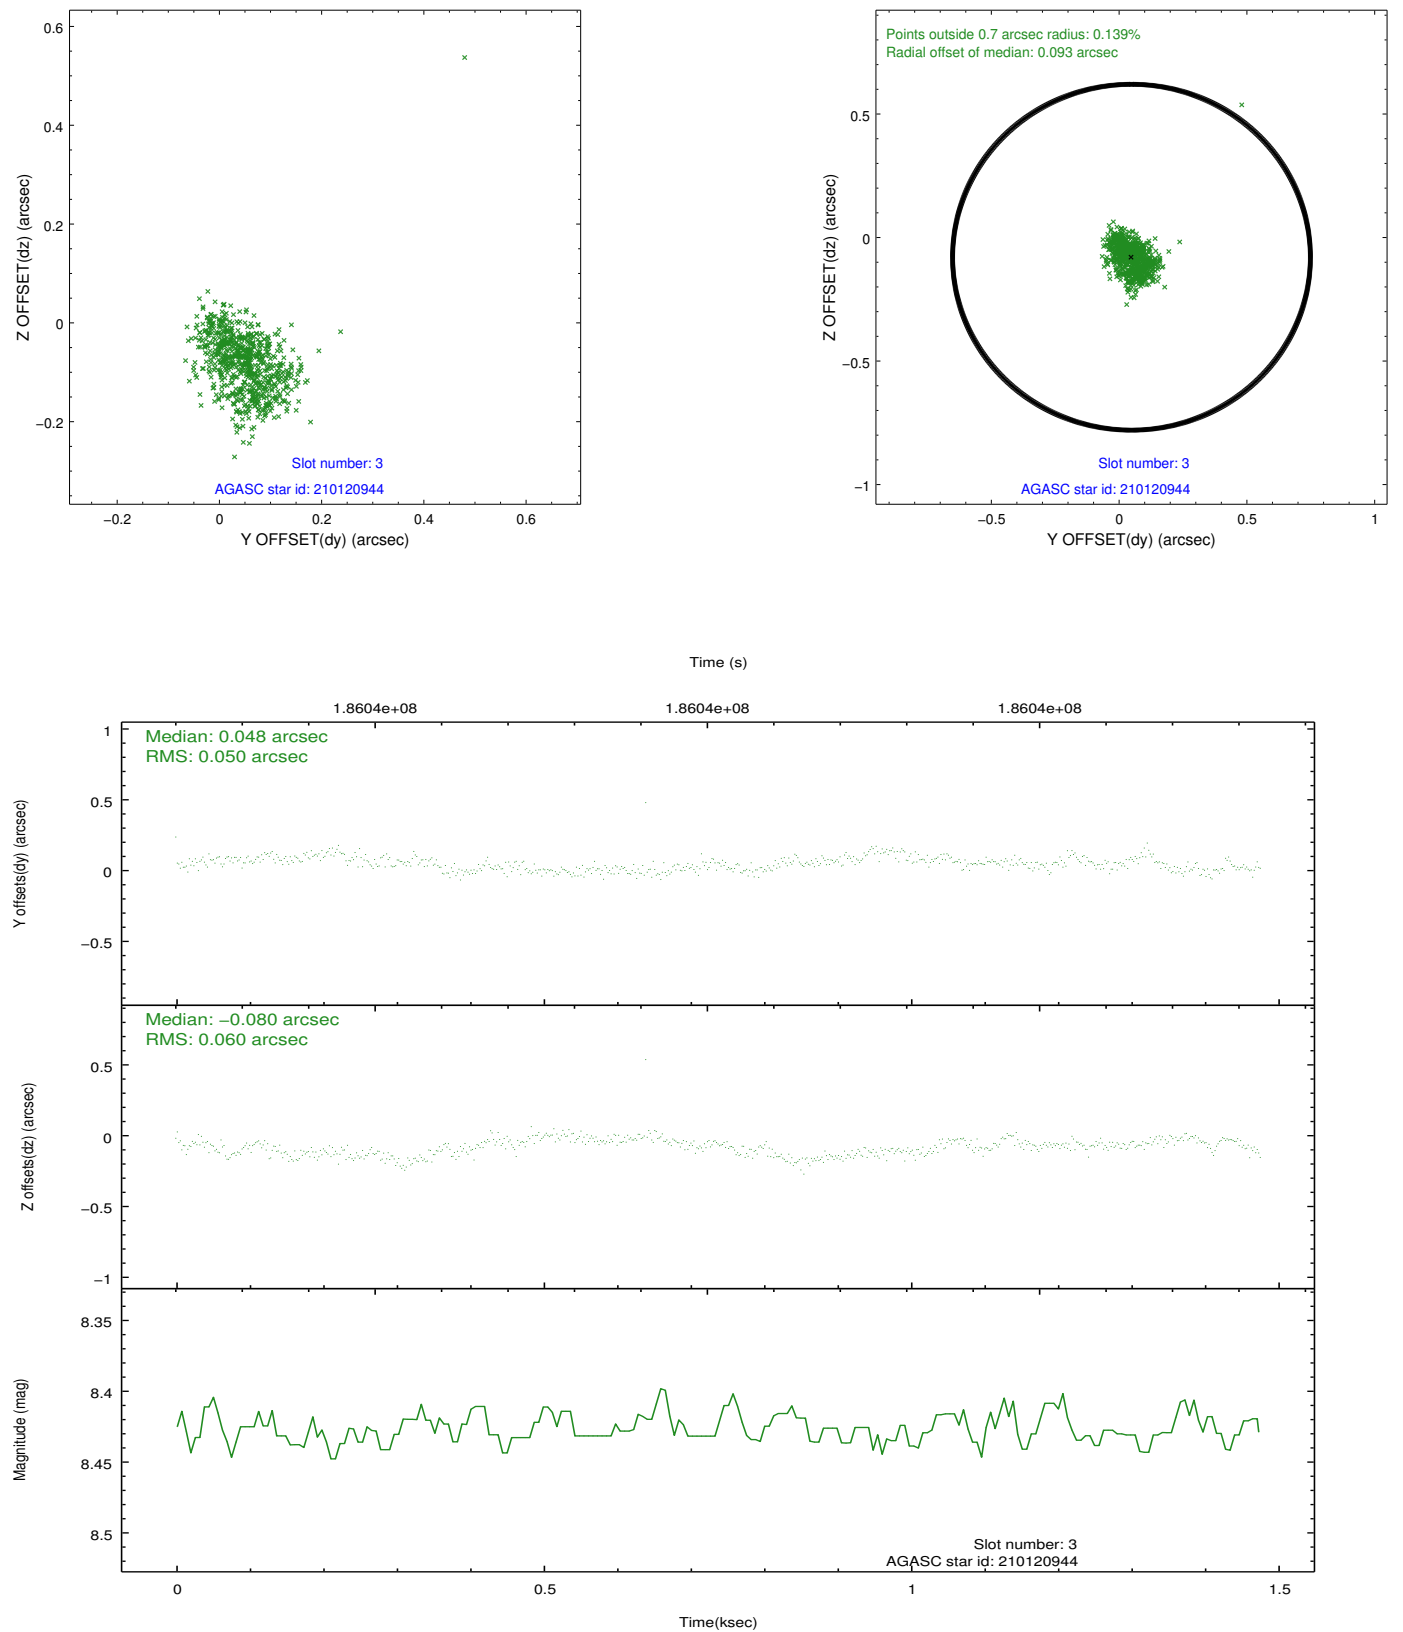 0.6
0.4
0.2
0
−0.2
Z OFFSET(dz) (arcsec)
Slot number: 3
AGASC star id: 210120944
−0.2 0 0.2 0.4 0.6
Y OFFSET(dy) (arcsec)
Points outside 0.7 arcsec radius: 0.139%
Radial offset of median: 0.093 arcsec
0.5
0
−0.5
−1
Z OFFSET(dz) (arcsec)
Slot number: 3
AGASC star id: 210120944
−0.5 0 0.5 1
Y OFFSET(dy) (arcsec)
Time (s)
1.8604e+08 1.8604e+08 1.8604e+08
Median: 0.048 arcsec
RMS: 0.050 arcsec
1
0.5
0
−0.5
Y offsets(dy) (arcsec)
Median: −0.080 arcsec
RMS: 0.060 arcsec
0.5
0
−0.5
−1
Z offsets(dz) (arcsec)
8.35
8.4
8.45
8.5
Magnitude (mag)
Slot number: 3
AGASC star id: 210120944
0 0.5 1 1.5
Time(ksec)